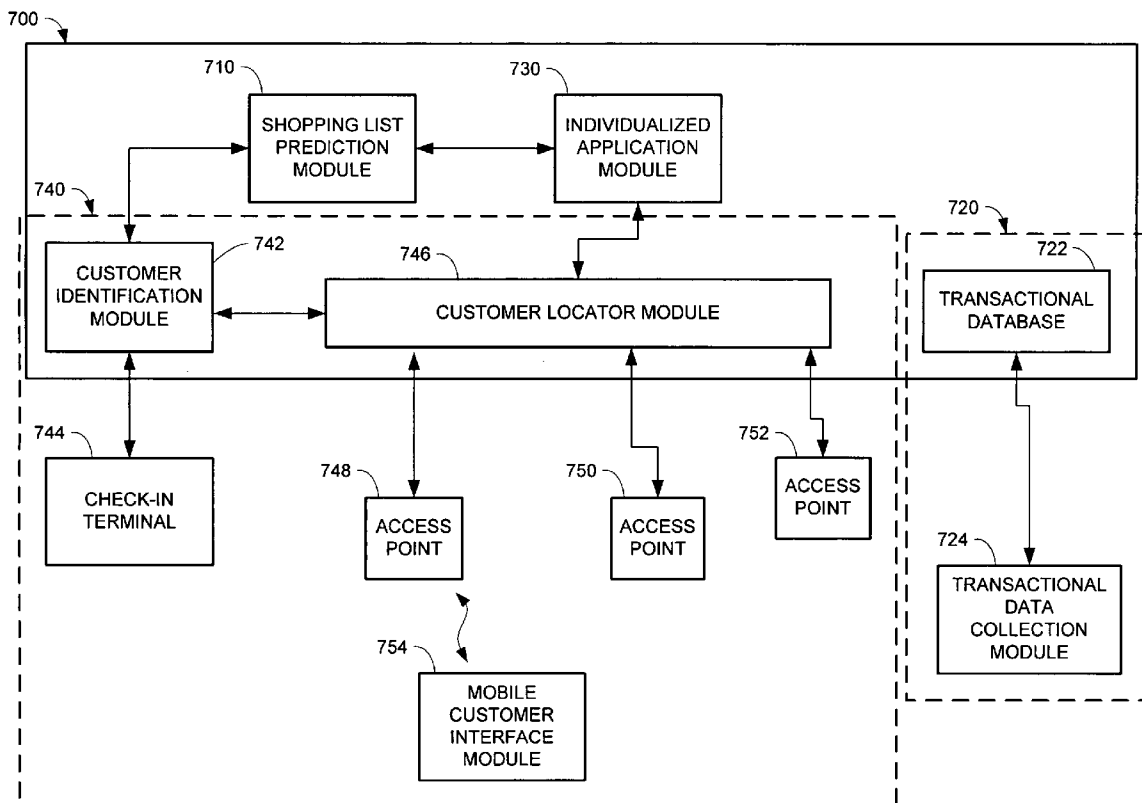 700
710
730
SHOPPING LIST
PREDICTION
MODULE
INDIVIDUALIZED
APPLICATION
MODULE
740
720
742
746
722
CUSTOMER
IDENTIFICATION
MODULE
CUSTOMER LOCATOR MODULE
TRANSACTIONAL
DATABASE
744
748
750
752
CHECK-IN
TERMINAL
ACCESS
POINT
ACCESS
POINT
ACCESS
POINT
724
TRANSACTIONAL
DATA
COLLECTION
MODULE
754
MOBILE
CUSTOMER
INTERFACE
MODULE